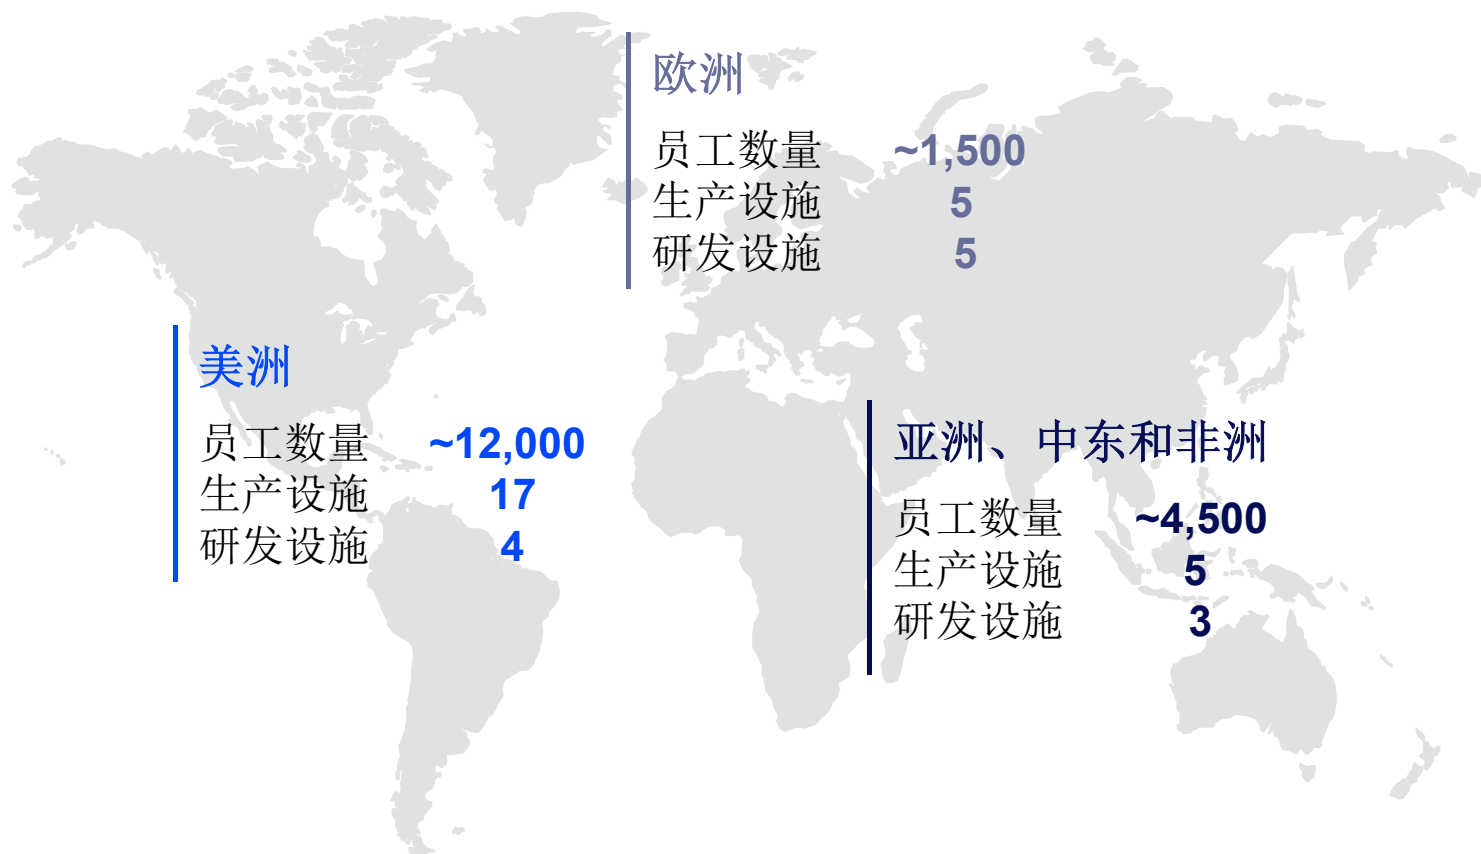 欧洲
员工数量 ~1,500
生产设施 5
研发设施 5
美洲
员工数量 ~12,000
生产设施 17
研发设施 4
亚洲、中东和非洲
员工数量 ~4,500
生产设施 5
研发设施 3